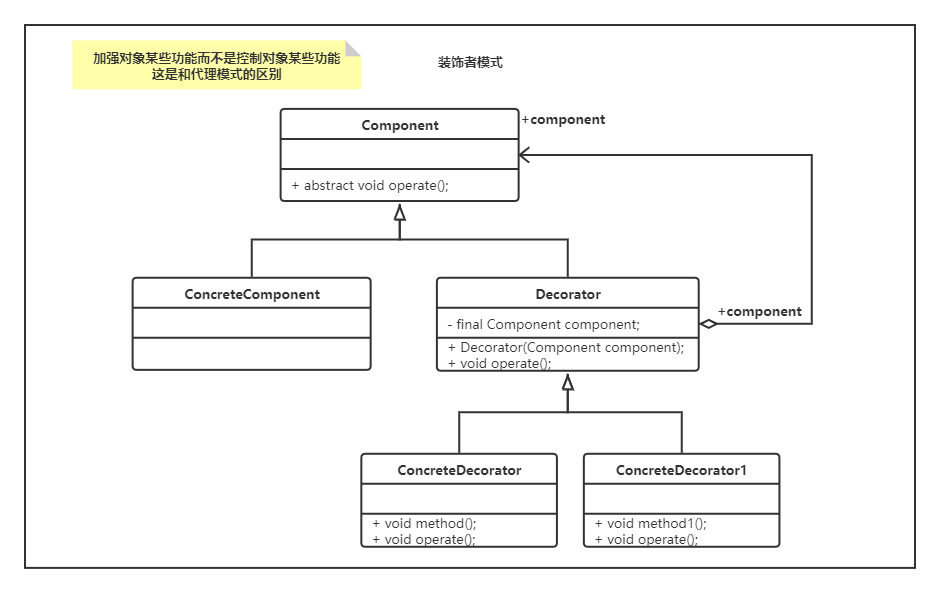 加强对象某些功能而不是控制对象某些功能
这是和代理模式的区别
装饰者模式
Component
+component
+ abstract void operate();
ConcreteComponent
Decorator
- final Component component;
+ Decorator(Component component);
+ void operate();
+component
ConcreteDecorator
+ void method();
+ void operate();
ConcreteDecorator1
+ void method1();
+ void operate();